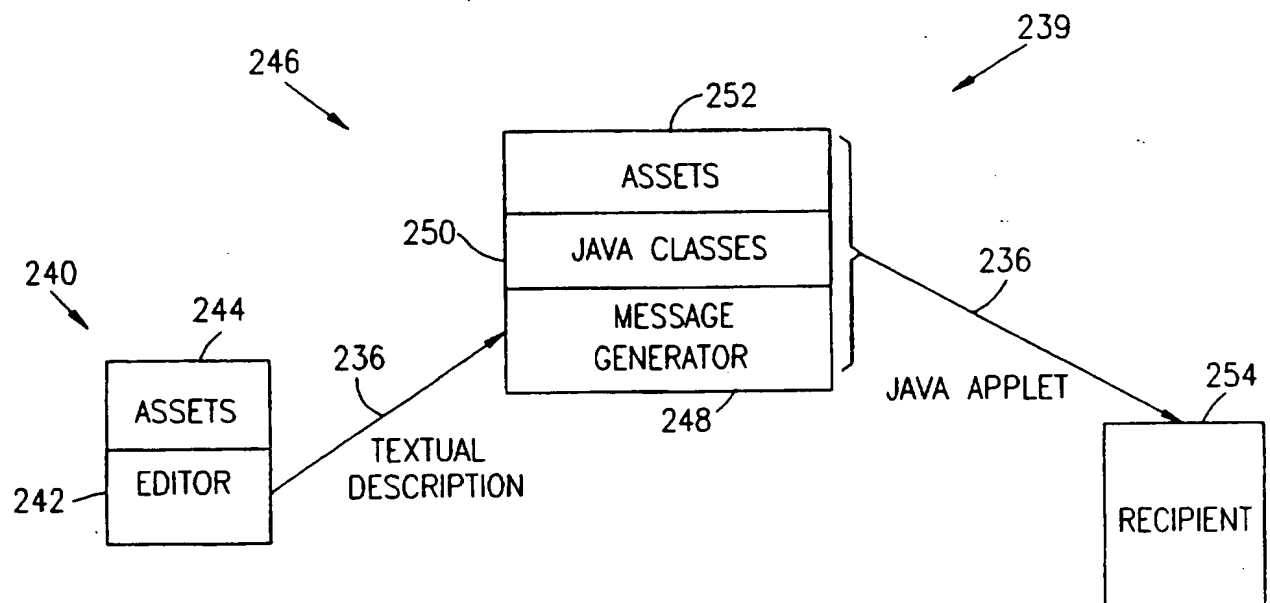 239
246
252
ASSETS
250
JAVA CLASSES
236
240
244
MESSAGE
GENERATOR
236
JAVA APPLET
254
248
ASSETS
TEXTUAL
DESCRIPTION
242
EDITOR
RECIPIENT